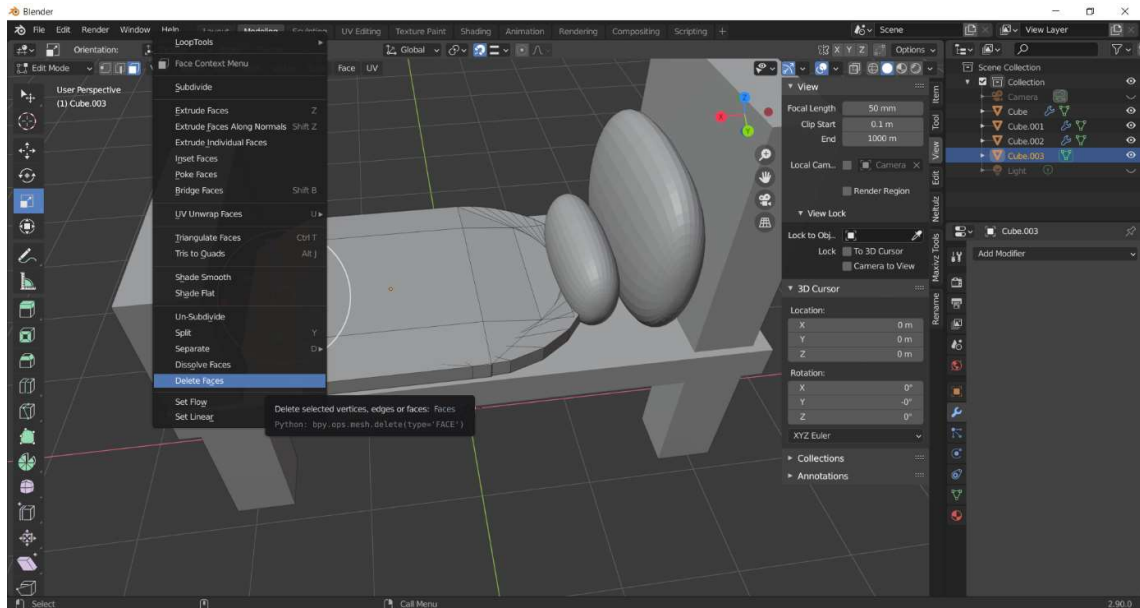 Blender
File Edit Render Window Help Layout Modeling Sculpting UV Editing Texture Paint Shading Animation Rendering Compositing Scripting + Scene View Layer
Orientation: Global X Y Z Options
Edit Mode Face UV
User Perspective
(1) Cube.003
LoopTools
Face Context Menu
Subdivide
Extrude Faces Z
Extrude Faces Along Normals Shift Z
Extrude Individual Faces
Inset Faces
Poke Faces
Bridge Faces Shift B
UV Unwrap Faces U
Triangulate Faces Ctrl T
Tris to Quads Alt J
Shade Smooth
Shade Flat
Un-Subdivide
Split Y
Separate D
Dissolve Faces
Delete Faces
Set Flow
Set Linear
Delete selected vertices, edges or faces: Faces
Python: bpy.ops.mesh.delete(type='FACE')
X
Z
Y
View
Focal Length 50 mm
Clip Start 0.1 m
End 1000 m
Local Cam... Camera
Render Region
View Lock
Lock to Obj...
Lock To 3D Cursor
Camera to View
3D Cursor
Location:
X 0 m
Y 0 m
Z 0 m
Rotation:
X 0°
Y -0°
Z 0°
XYZ Euler
Collections
Annotations
Item
Tool
View
Edit
Neltulz
Maxivz Tools
Rename
Scene Collection
Collection
Camera
Cube
Cube.001
Cube.002
Cube.003
Light
Cube.003
Add Modifier
Select
Call Menu
2.90.0